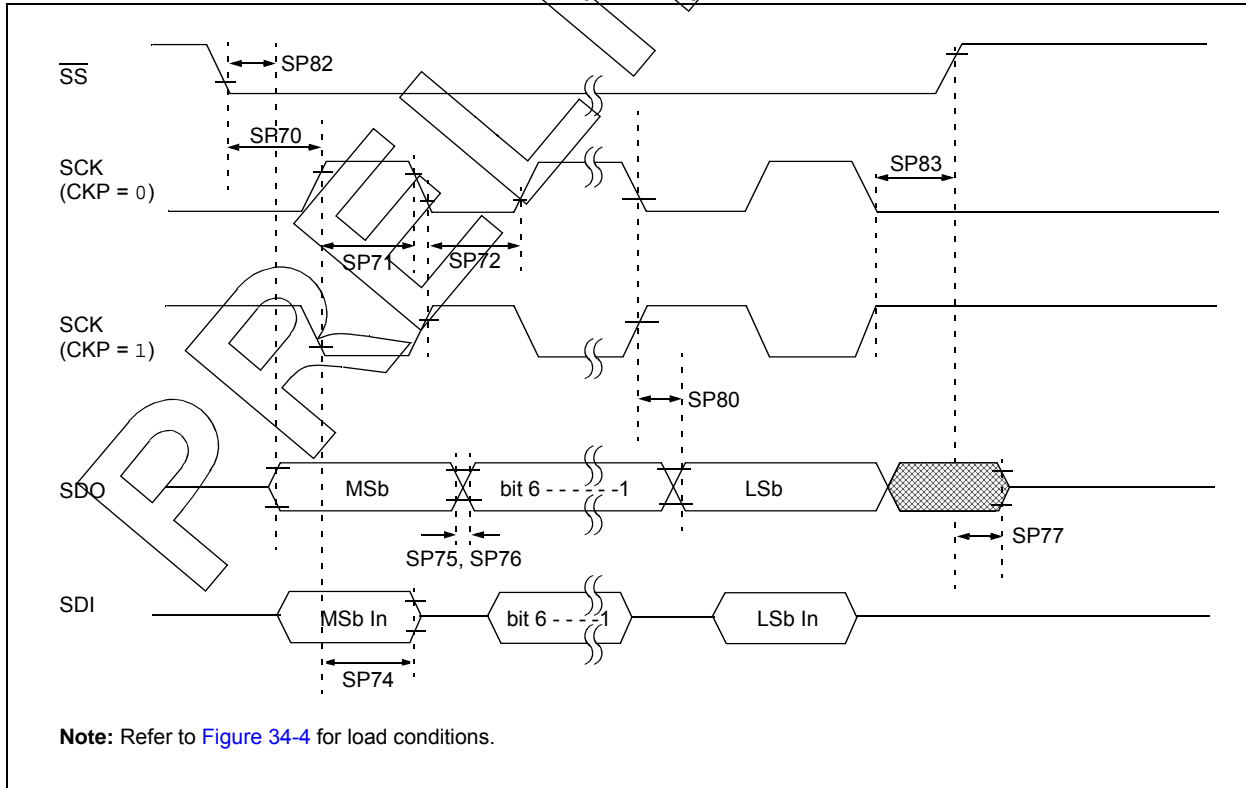 SS
SP82
SP70
SCK
(CKP = 0)
SP83
SP71
SP72
SCK
(CKP = 1)
SP80
SDO
MSb
bit 6 - - - - - -1
LSb
SP75, SP76
SP77
SDI
MSb In
bit 6 - - - -1
LSb In
SP74
Note: Refer to Figure 34-4 for load conditions.
PRELI